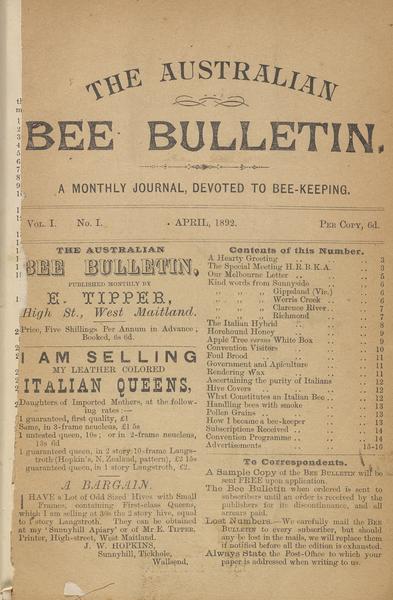 THE AUSTRALIAN
BEE BULLETIN.
A MONTHLY JOURNAL, DEVOTED TO BEE-KEEPING.
VOL. I. No. I. APRIL, 1892. PER COPY, 6d.
THE AUSTRALIAN
BEE BULLETIN,
PUBLISHED MONTHLY BY
E. TIPPER,
High St., West Maitland.
Price, Five Shillings Per Annum in Advance;
Booked, 6s 6d.
I AM SELLING
MY LEATHER COLORED
ITALIAN QUEENS,
Daughters of Imported Mothers, at the follow-
ing rates :—
1 guaranteed, first quality, £1
Same, in 3-frame neucleus, £1 5s
1 untested queen, 10s; or in 2-frame neucleus,
13s 6d
1 guaranteed queen, in 2 story 10-frame Langs-
troth (Hopkin's, N. Zealand, pattern), £2 15s
guaranteed queen, in 1 story Langstroth, £2.
A BARGAIN.
I HAVE a Lot of Odd Sized Hives with Small
Frames, containing First-class Queens,
which I am selling at 30s the 2 story hive, equal
to 1 story Langstroth. They can be obtained
at my 'Sunnyhill Apiary' or of Mr E. TIPPER,
Printer, High-street, West Maitland.
J. W. HOPKINS,
Sunnyhill, Tickhole,
Wallsend.
Contents of this Number.
A Hearty Greeting .. .. .. 3
The Special Meeting H.R.B.K.A. .. 3
Our Melbourne Letter .. .. .. 5
Kind words from Sunnyside .. .. 6
" " " Gippsland (Vic.) .. 6
" " " Werris Creek .. .. 6
" " " Clarence River .. .. 7
" " " Richmond .. .. 7
The Italian Hybrid .. .. .. 8
Horehound Honey .. .. .. 9
Apple Tree versus White Box .. .. 9
Convention Visitors .. .. .. 10
Foul Brood .. .. .. 11
Government and Apiculture .. .. 11
Rendering Wax .. .. .. 11
Ascertaining the purity of Italians .. 12
Hive Covers .. .. .. 12
What Constitutes an Italian Bee .. .. 12
Handling bees with smoke .. .. 13
Pollen Grains .. .. .. 13
How I became a bee-keeper .. .. 13
Subscriptions Received .. .. 14
Convention Programme .. .. 14
Advertisements .. .. .. 15-16
To Correspondents.
A Sample Copy of the BEE BULLETIN will be
sent FREE upon application.
The Bee Bulletin when ordered is sent to
subscribers until an order is received by the
publishers for its discontinuance, and all
arrears paid.
Lost Numbers.—We carefully mail the BEE
BULLETIN to every subscriber, but should
any be lost in the mails, we will replace them
if notified before all the edition is exhausted.
Always State the Post-Office to which your
paper is addressed when writing to us.